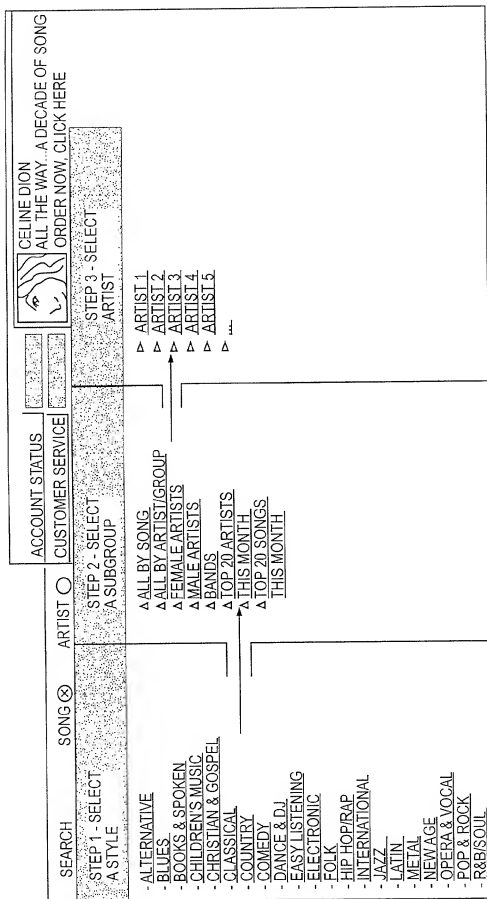 SEARCH SONG ARTIST
ACCOUNT STATUS
CUSTOMER SERVICE
CELINE DION
ALL THE WAY...A DECADE OF SONG
ORDER NOW, CLICK HERE
STEP 1 - SELECT
A STYLE
- ALTERNATIVE
- BLUES
- BOOKS & SPOKEN
- CHILDREN'S MUSIC
- CHRISTIAN & GOSPEL
- CLASSICAL
- COUNTRY
- COMEDY
- DANCE & DJ
- EASY LISTENING
- ELECTRONIC
- FOLK
- HIP HOP/RAP
- INTERNATIONAL
- JAZZ
- LATIN
- METAL
- NEW AGE
- OPERA & VOCAL
- POP & ROCK
- R&B/SOUL
STEP 2 - SELECT
A SUBGROUP
ALL BY SONG
ALL BY ARTIST/GROUP
FEMALE ARTISTS
MALE ARTISTS
BANDS
TOP 20 ARTISTS
THIS MONTH
TOP 20 SONGS
THIS MONTH
STEP 3 - SELECT
ARTIST
ARTIST 1
ARTIST 2
ARTIST 3
ARTIST 4
ARTIST 5
...